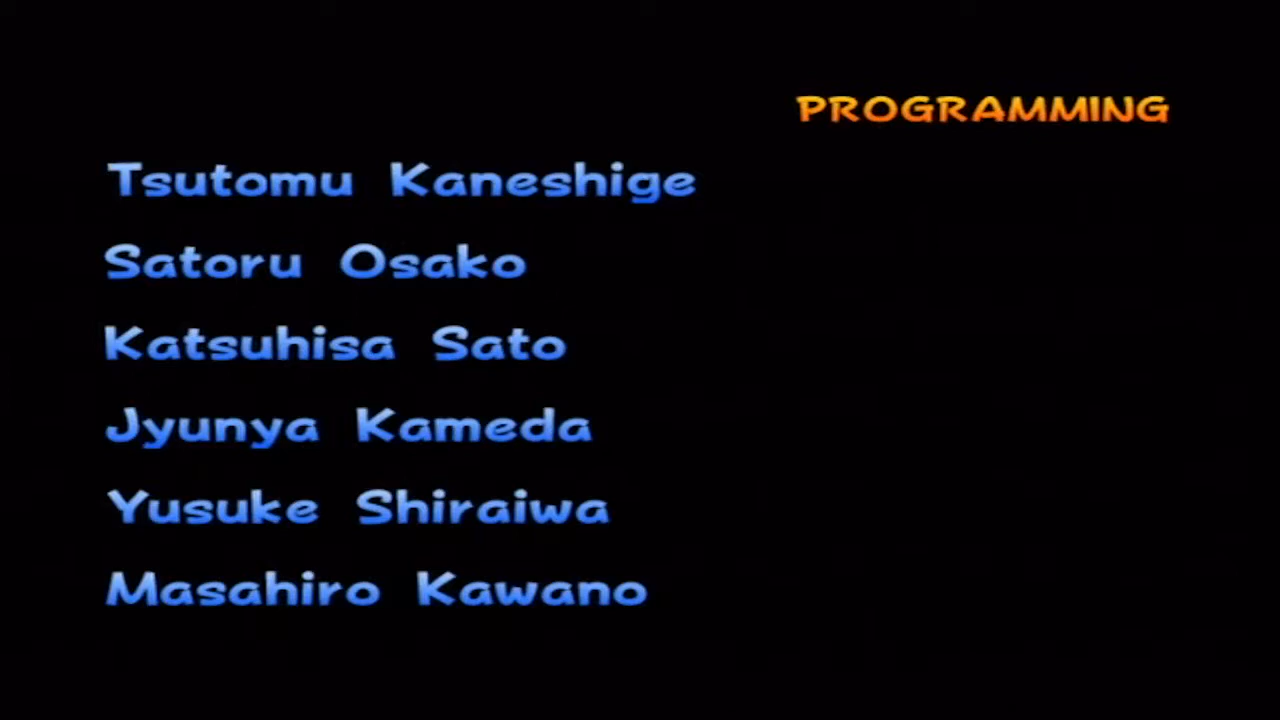 PROGRAMMING
Tsutomu Kaneshige
Satoru Osako
Katsuhisa Sato
Jyunya Kameda
Yusuke Shiraiwa
Masahiro Kawano